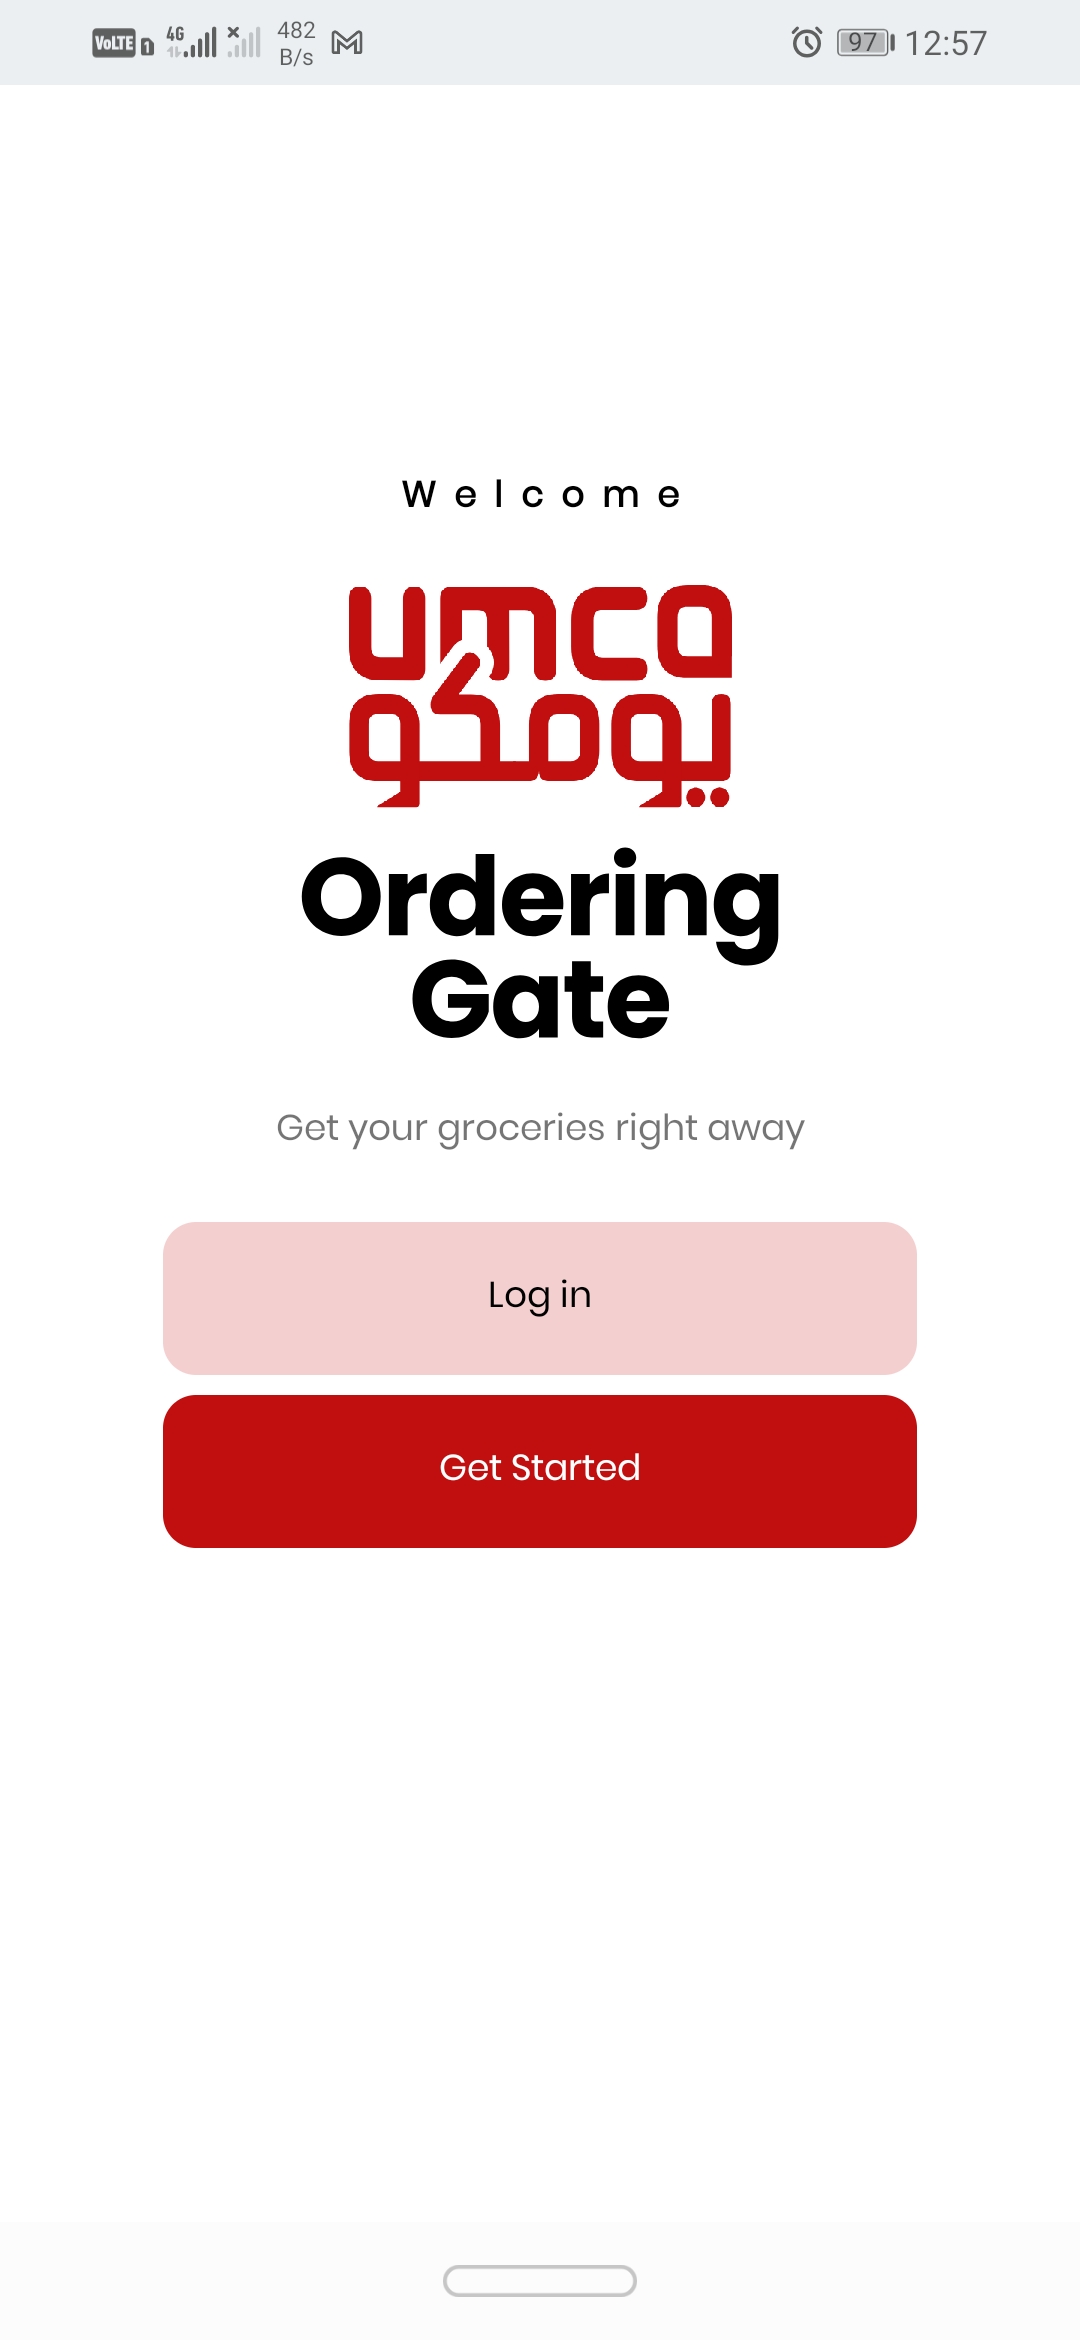 VoLTE 1 4G 482 B/s 97 12:57
Welcome
umca
يومكو
Ordering
Gate
Get your groceries right away
Log in
Get Started